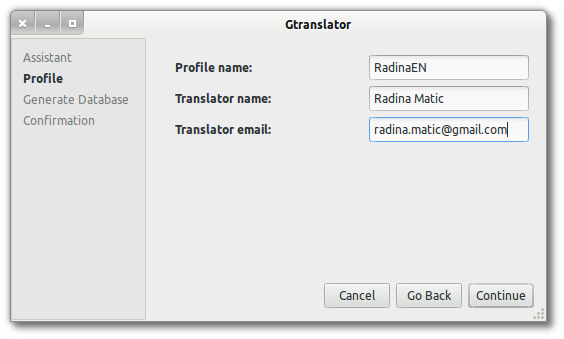 Gtranslator
Assistant
Profile
Generate Database
Confirmation
Profile name: RadinaEN
Translator name: Radina Matic
Translator email: radina.matic@gmail.com
Cancel Go Back Continue